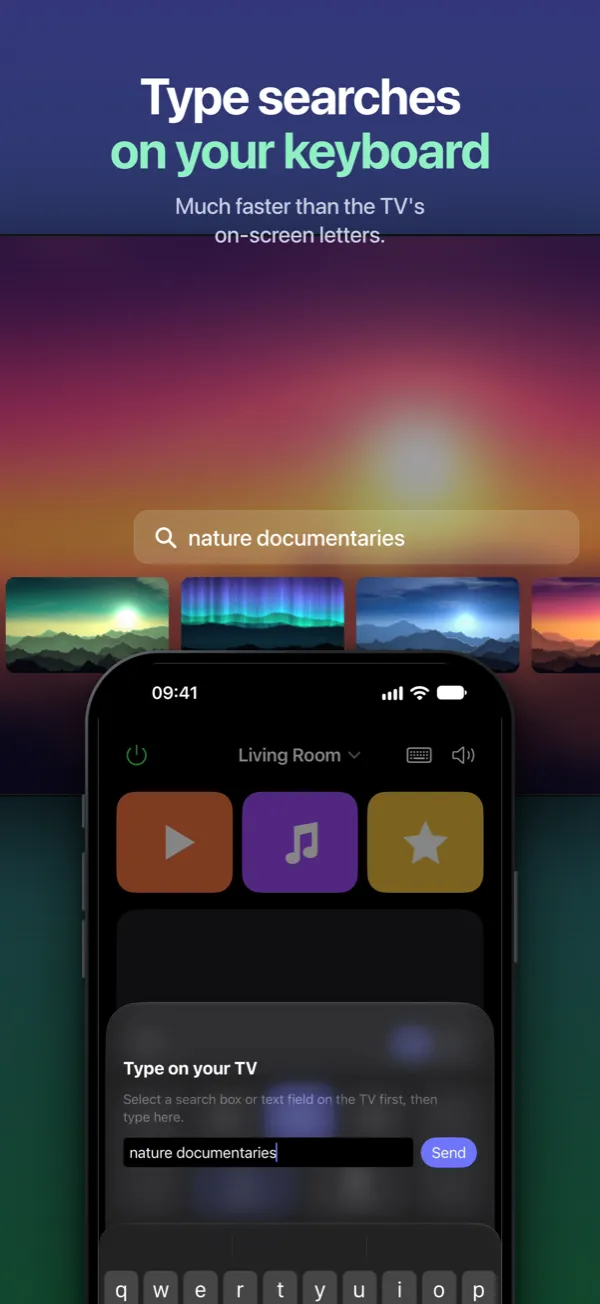 Type searches
on your keyboard
Much faster than the TV's
on-screen letters.
nature documentaries
09:41
Living Room
Type on your TV
Select a search box or text field on the TV first, then
type here.
nature documentaries
Send
q w e r t y u i o p